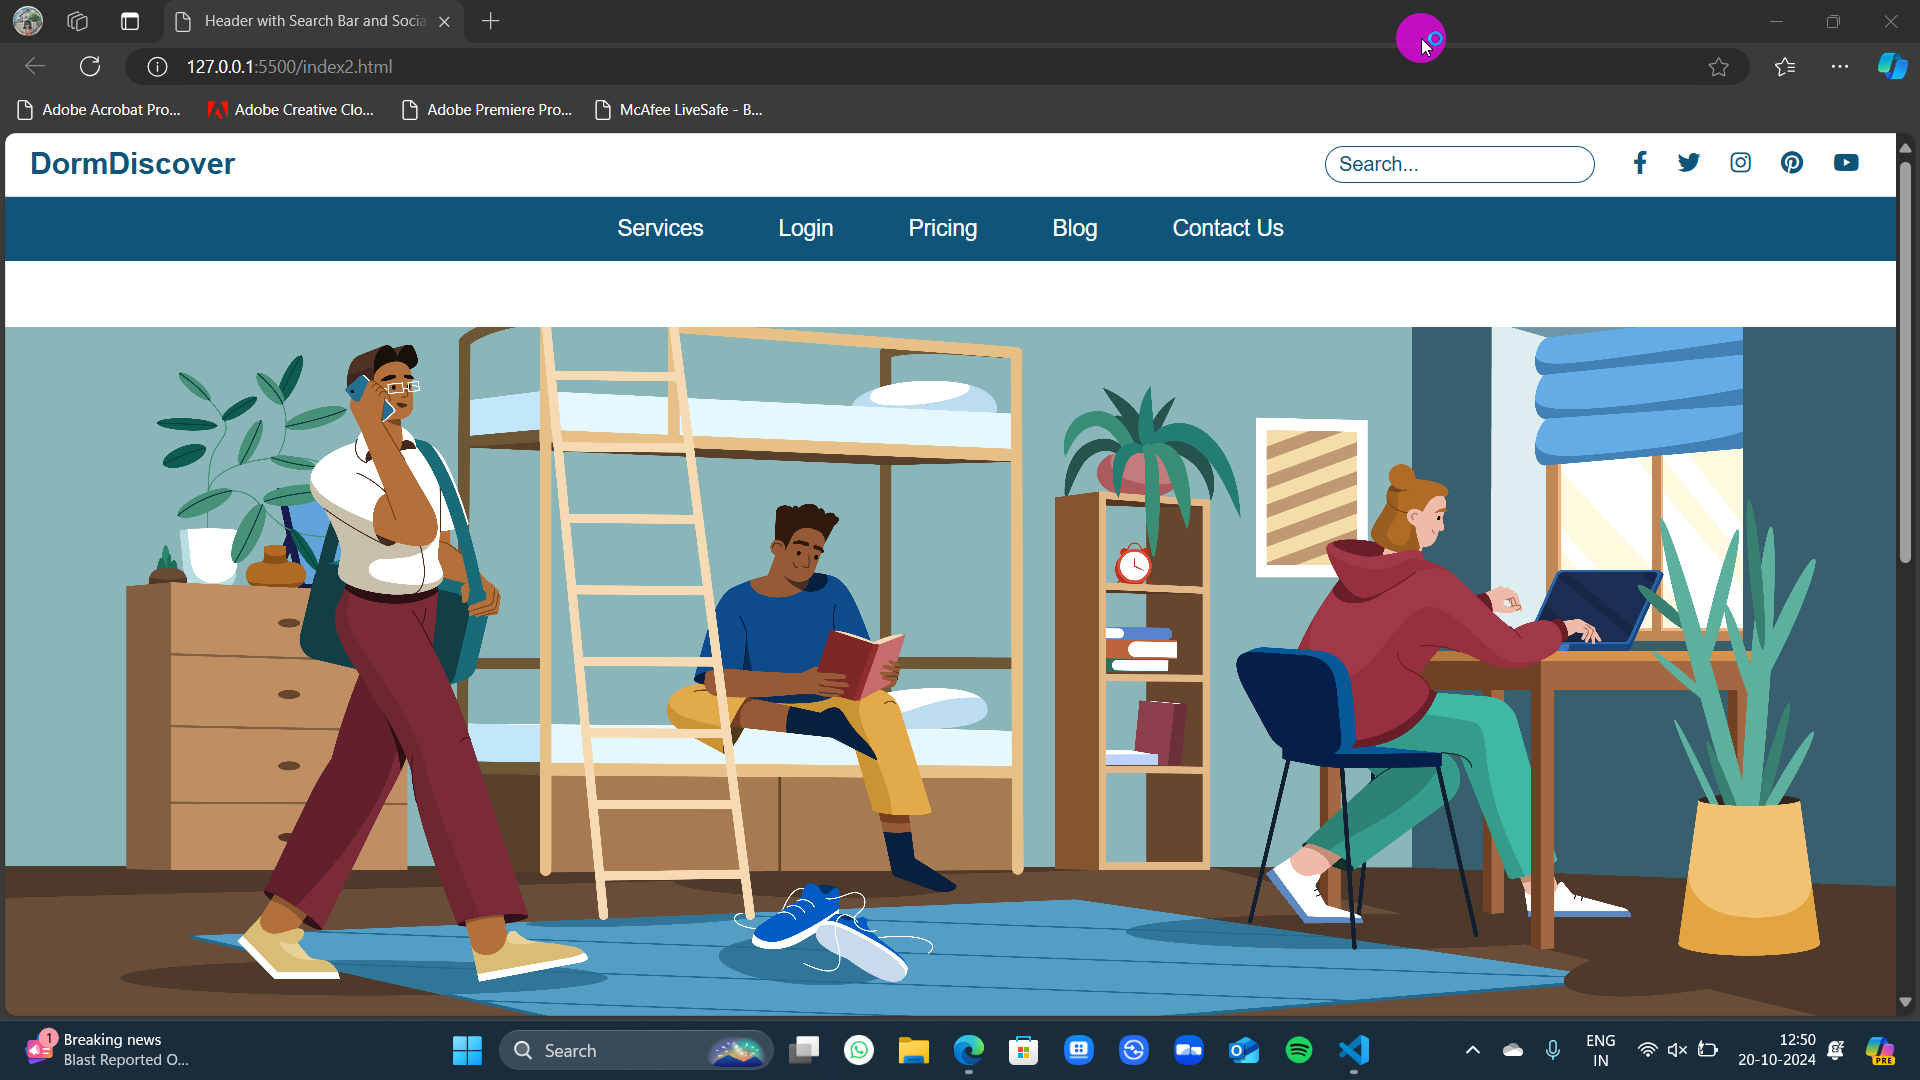 Header with Search Bar and Socia
127.0.0.1:5500/index2.html
Adobe Acrobat Pro...
Adobe Creative Clo...
Adobe Premiere Pro...
McAfee LiveSafe - B...
DormDiscover
Search...
Services
Login
Pricing
Blog
Contact Us
1
Breaking news
Blast Reported O...
Search
ENG
IN
12:50
20-10-2024
PRE